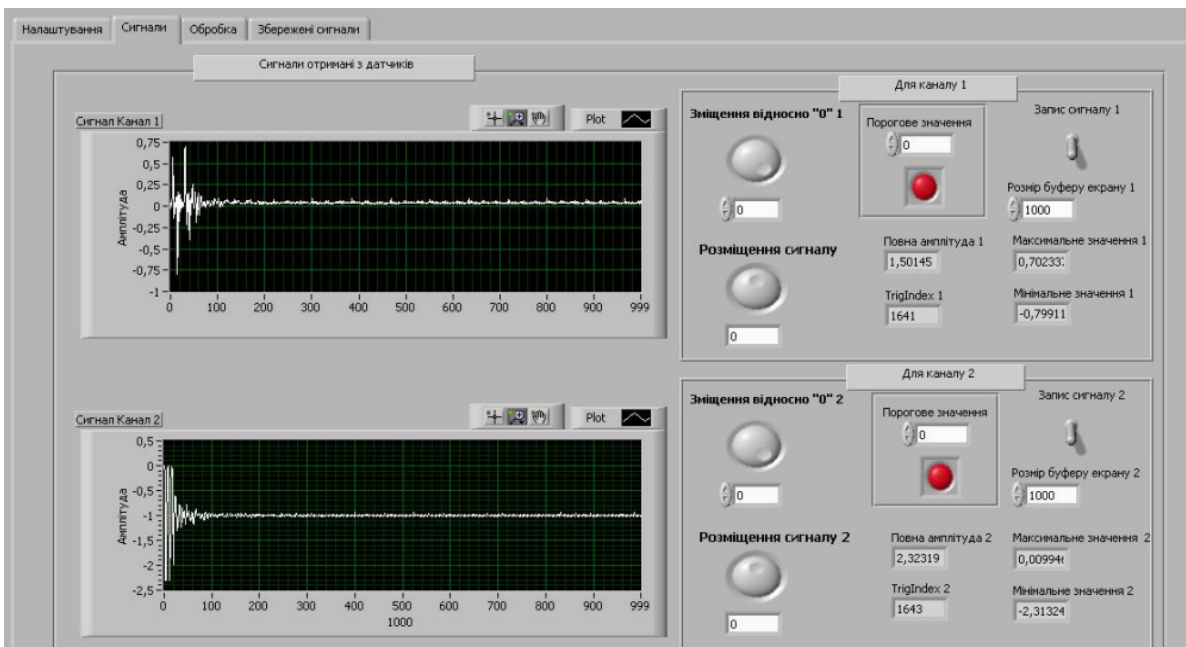 Налаштування Сигнали Обробка Збережені сигнали
Сигнали отримані з датчиків
Сигнал Канал 1
Plot
Амплітуда
0,75
0,5
0,25
0
-0,25
-0,5
-0,75
-1
0 100 200 300 400 500 600 700 800 900 999
Для каналу 1
Зміщення відносно "0" 1
0
Порогове значення
0
Запис сигналу 1
Розмір буферу екрану 1
1000
Розміщення сигналу
0
Повна амплітуда 1
1,50145
Максимальне значення 1
0,70233
TrigIndex 1
1641
Мінімальне значення 1
-0,79911
Сигнал Канал 2
Plot
Амплітуда
0,5
0
-0,5
-1
-1,5
-2
-2,5
0 100 200 300 400 500 600 700 800 900 999
1000
Для каналу 2
Зміщення відносно "0" 2
0
Порогове значення
0
Запис сигналу 2
Розмір буферу екрану 2
1000
Розміщення сигналу 2
0
Повна амплітуда 2
2,32319
Максимальне значення 2
0,00994
TrigIndex 2
1643
Мінімальне значення 2
-2,31324